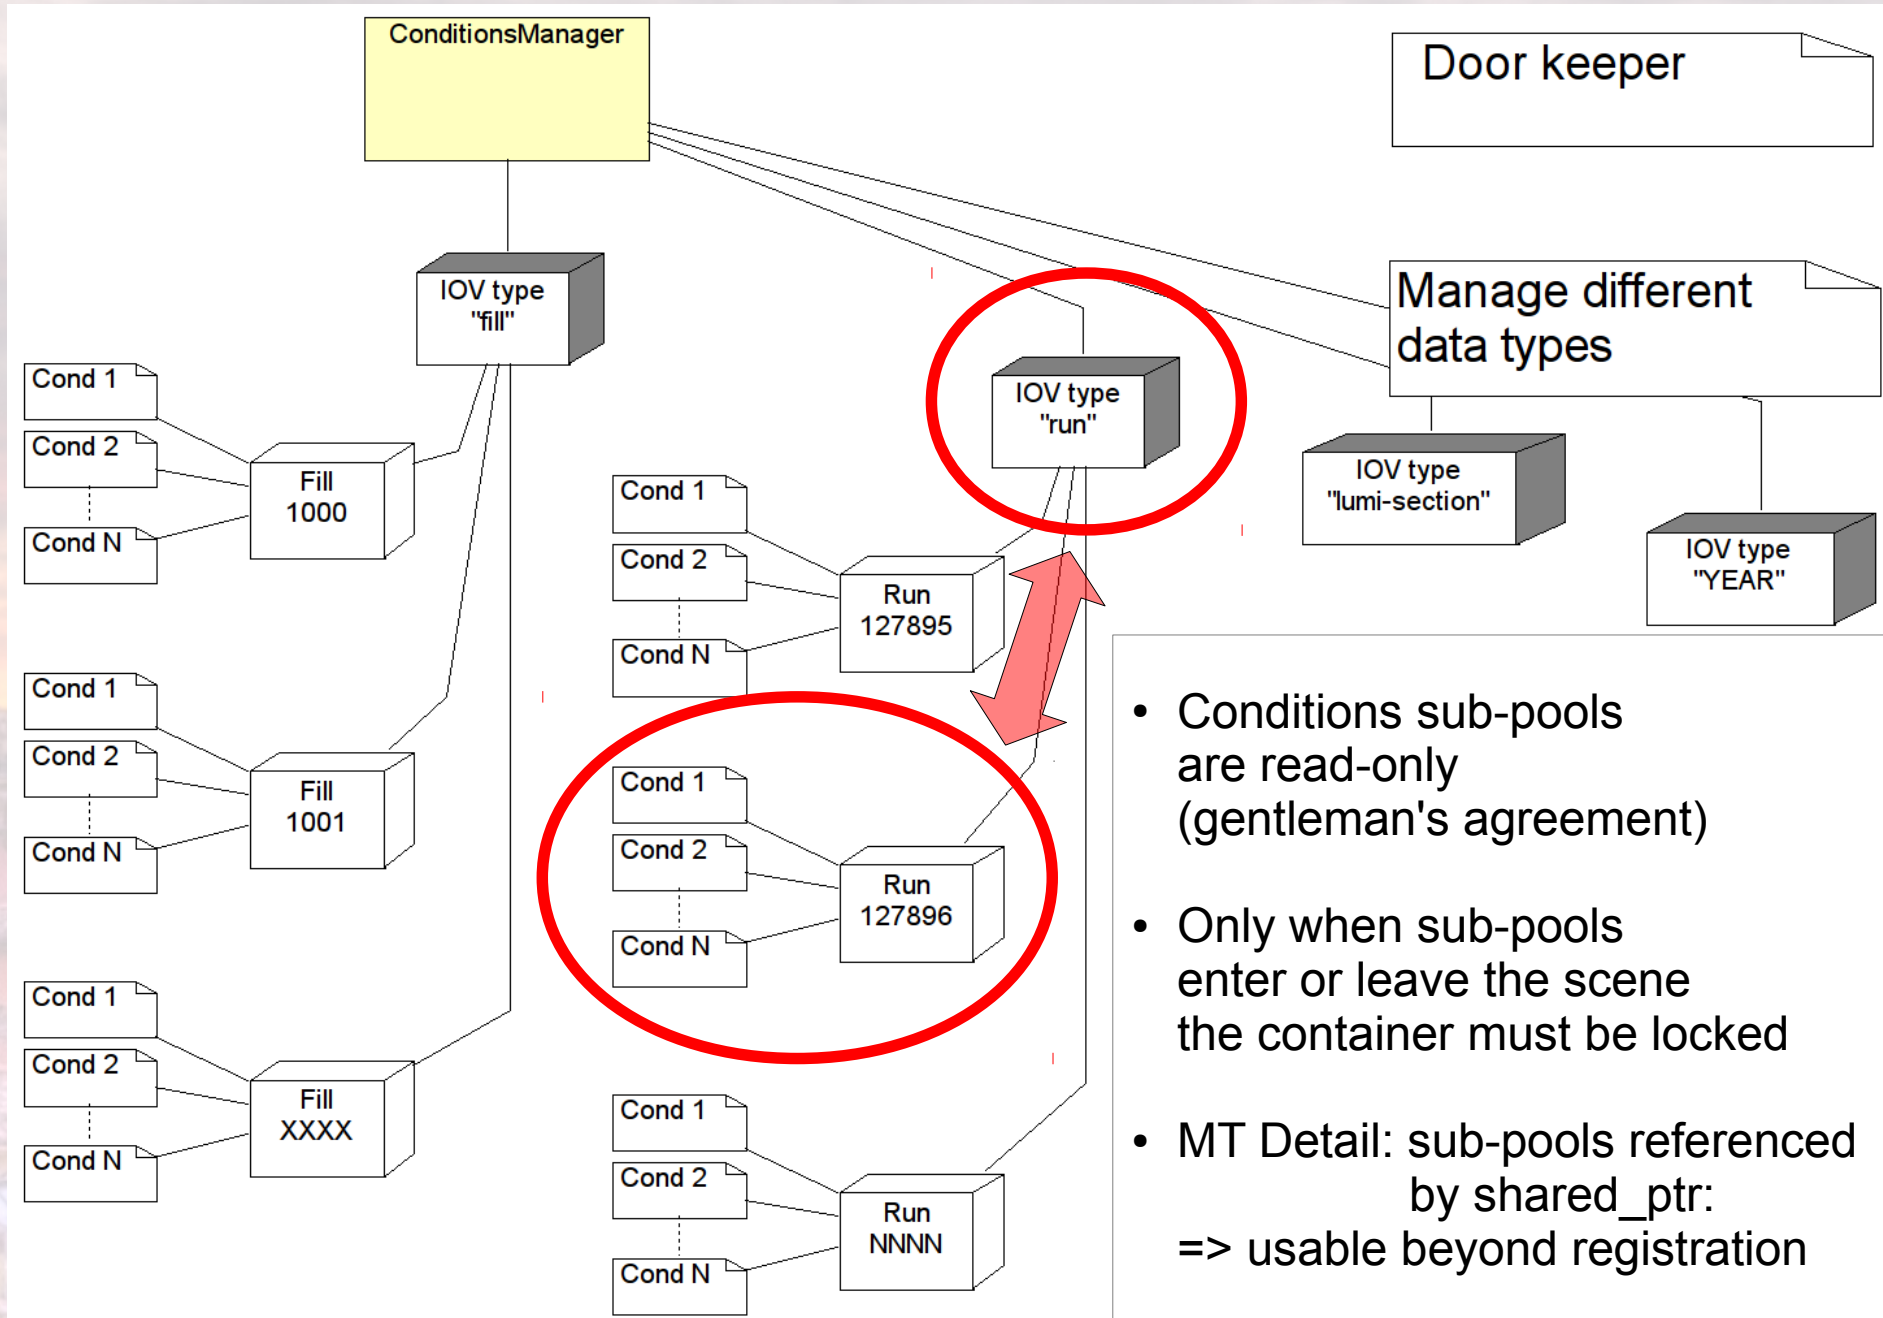 ConditionsManager
Door keeper
IOV type
"fill"
Manage different
data types
IOV type
"run"
IOV type
"lumi-section"
IOV type
"YEAR"
Cond 1
Cond 2
Cond N
Fill
1000
Cond 1
Cond 2
Cond N
Fill
1001
Cond 1
Cond 2
Cond N
Fill
XXXX
Cond 1
Cond 2
Cond N
Run
127895
Cond 1
Cond 2
Cond N
Run
127896
Cond 1
Cond 2
Cond N
Run
NNNN
• Conditions sub-pools
are read-only
(gentleman's agreement)
• Only when sub-pools
enter or leave the scene
the container must be locked
• MT Detail: sub-pools referenced
by shared_ptr:
=> usable beyond registration